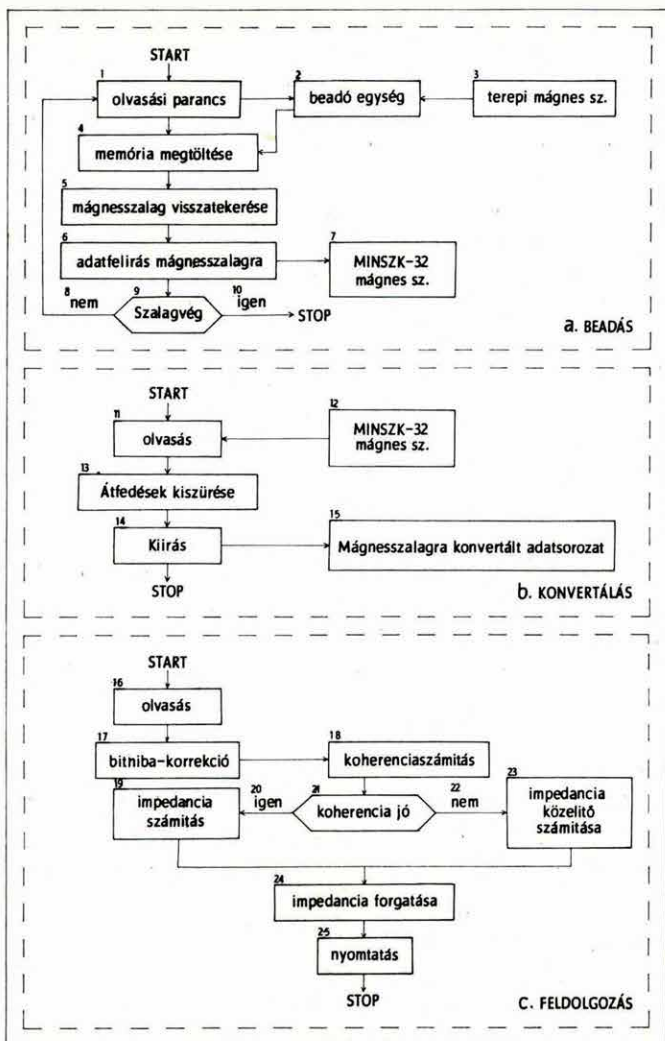 START
1
olvasási parancs
2
beadó egység
3
terepi mágnes sz.
4
memória megtöltése
5
mágnesszalag visszatekerése
6
adatfelirás mágnesszalagra
7
MINSZK-32
mágnes sz.
8
nem
9
Szalagvég
10
igen
STOP
a. BEADÁS
START
11
olvasás
12
MINSZK-32
mágnes sz.
13
Átfedések kiszürése
14
Kiirás
15
Mágnesszalagra konvertált adatsorozat
STOP
b. KONVERTÁLÁS
START
16
olvasás
17
bitniba-korrekció
18
koherenciaszámitás
19
impedancia
számitás
20
igen
21
koherencia jó
22
nem
23
impedancia
közelitő
számitása
24
impedancia forgatása
25
nyomtatás
STOP
C. FELDOLGOZÁS